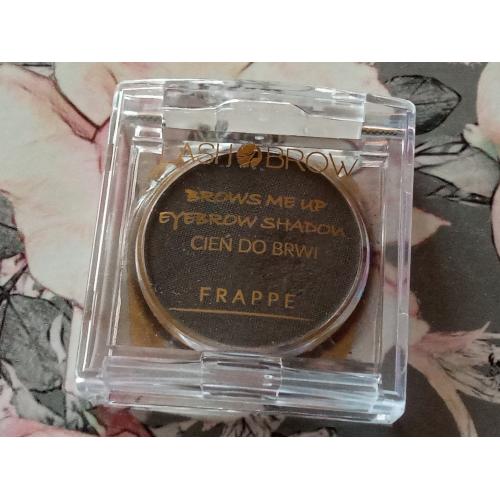 LASH BROW
BROWS ME UP
EYEBROW SHADOW
CIEŃ DO BRWI
FRAPPE